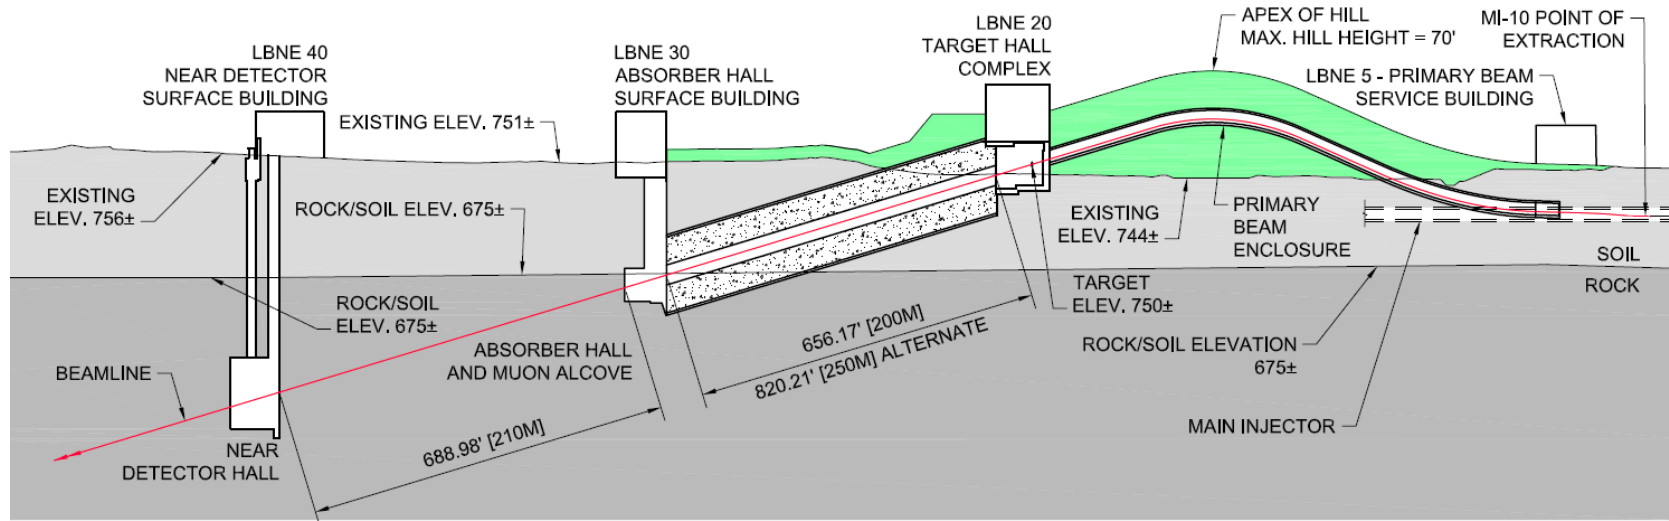 LBNE 40
NEAR DETECTOR
SURFACE BUILDING
EXISTING ELEV. 751±
LBNE 30
ABSORBER HALL
SURFACE BUILDING
LBNE 20
TARGET HALL
COMPLEX
APEX OF HILL
MAX. HILL HEIGHT = 70'
MI-10 POINT OF
EXTRACTION
LBNE 5 - PRIMARY BEAM
SERVICE BUILDING
EXISTING
ELEV. 756±
ROCK/SOIL ELEV. 675±
EXISTING
ELEV. 744±
PRIMARY
BEAM
ENCLOSURE
SOIL
ROCK
ROCK/SOIL
ELEV. 675±
TARGET
ELEV. 750±
BEAMLINE
ABSORBER HALL
AND MUON ALCOVE
656.17' [200M]
820.21' [250M] ALTERNATE
ROCK/SOIL ELEVATION
675±
MAIN INJECTOR
688.98' [210M]
NEAR
DETECTOR HALL